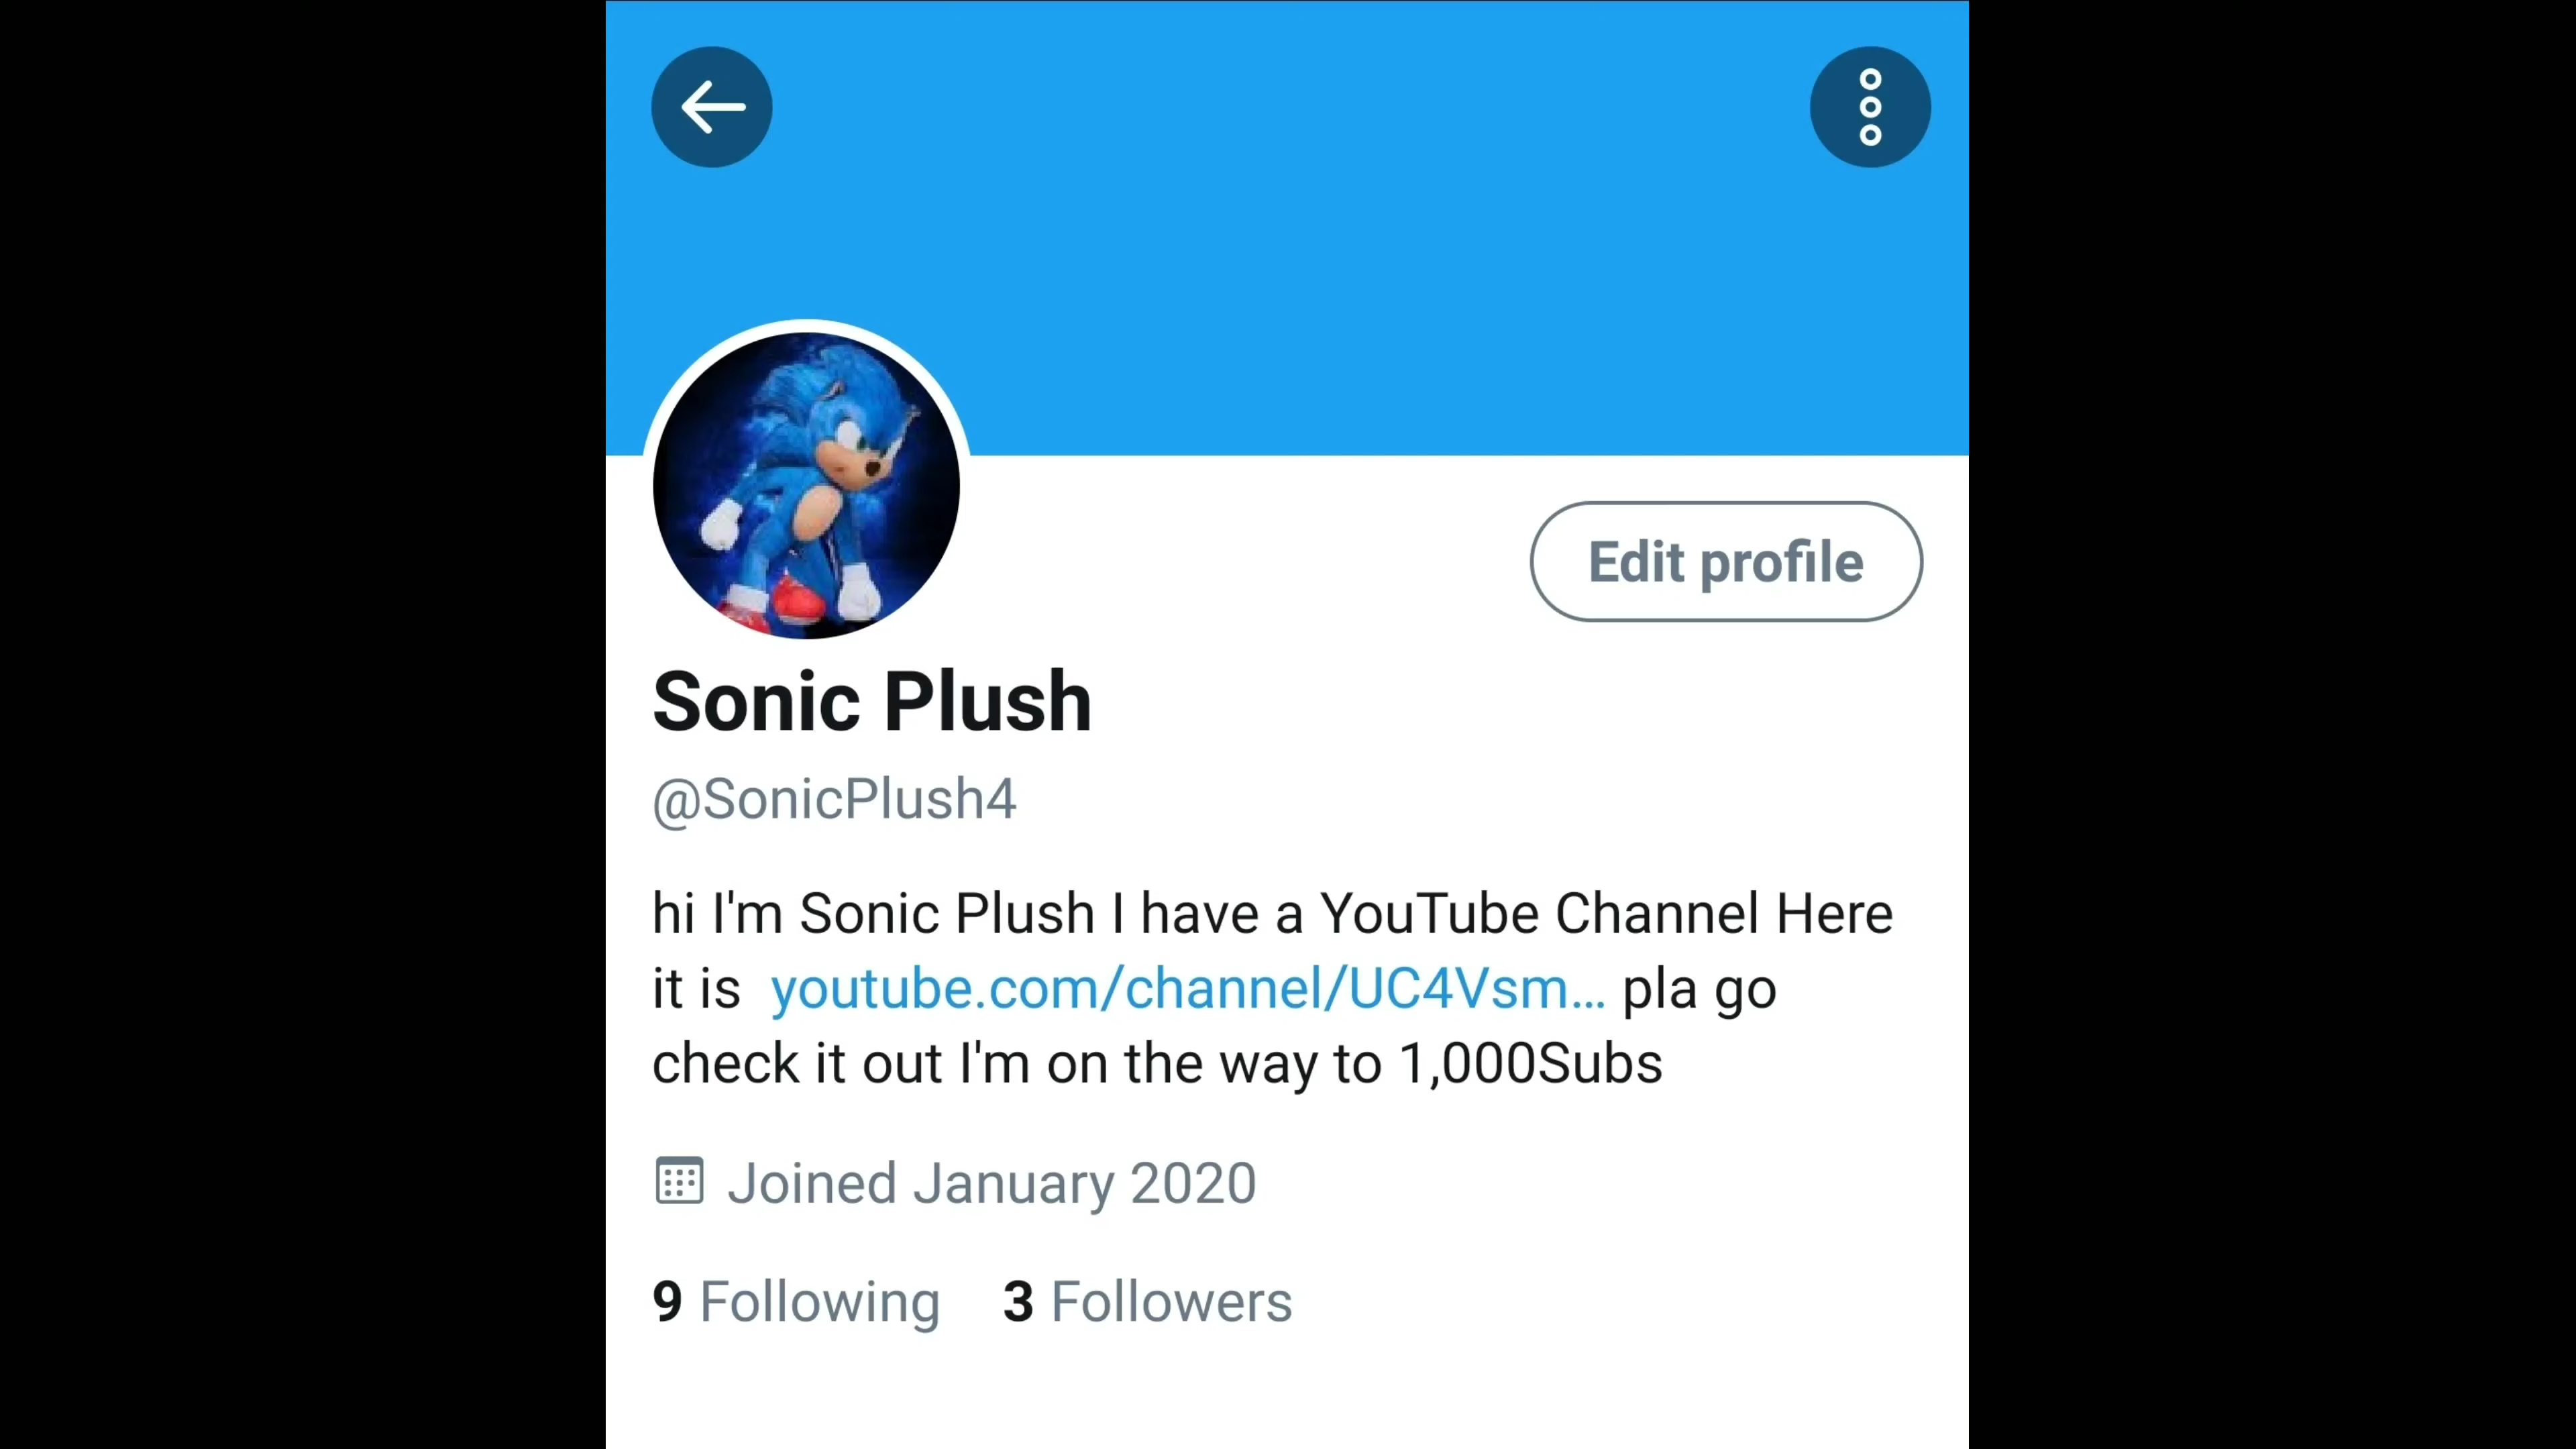 Edit profile
Sonic Plush
@SonicPlush4
hi I'm Sonic Plush I have a YouTube Channel Here
it is youtube.com/channel/UC4Vsm... pla go
check it out I'm on the way to 1,000Subs
Joined January 2020
9 Following 3 Followers